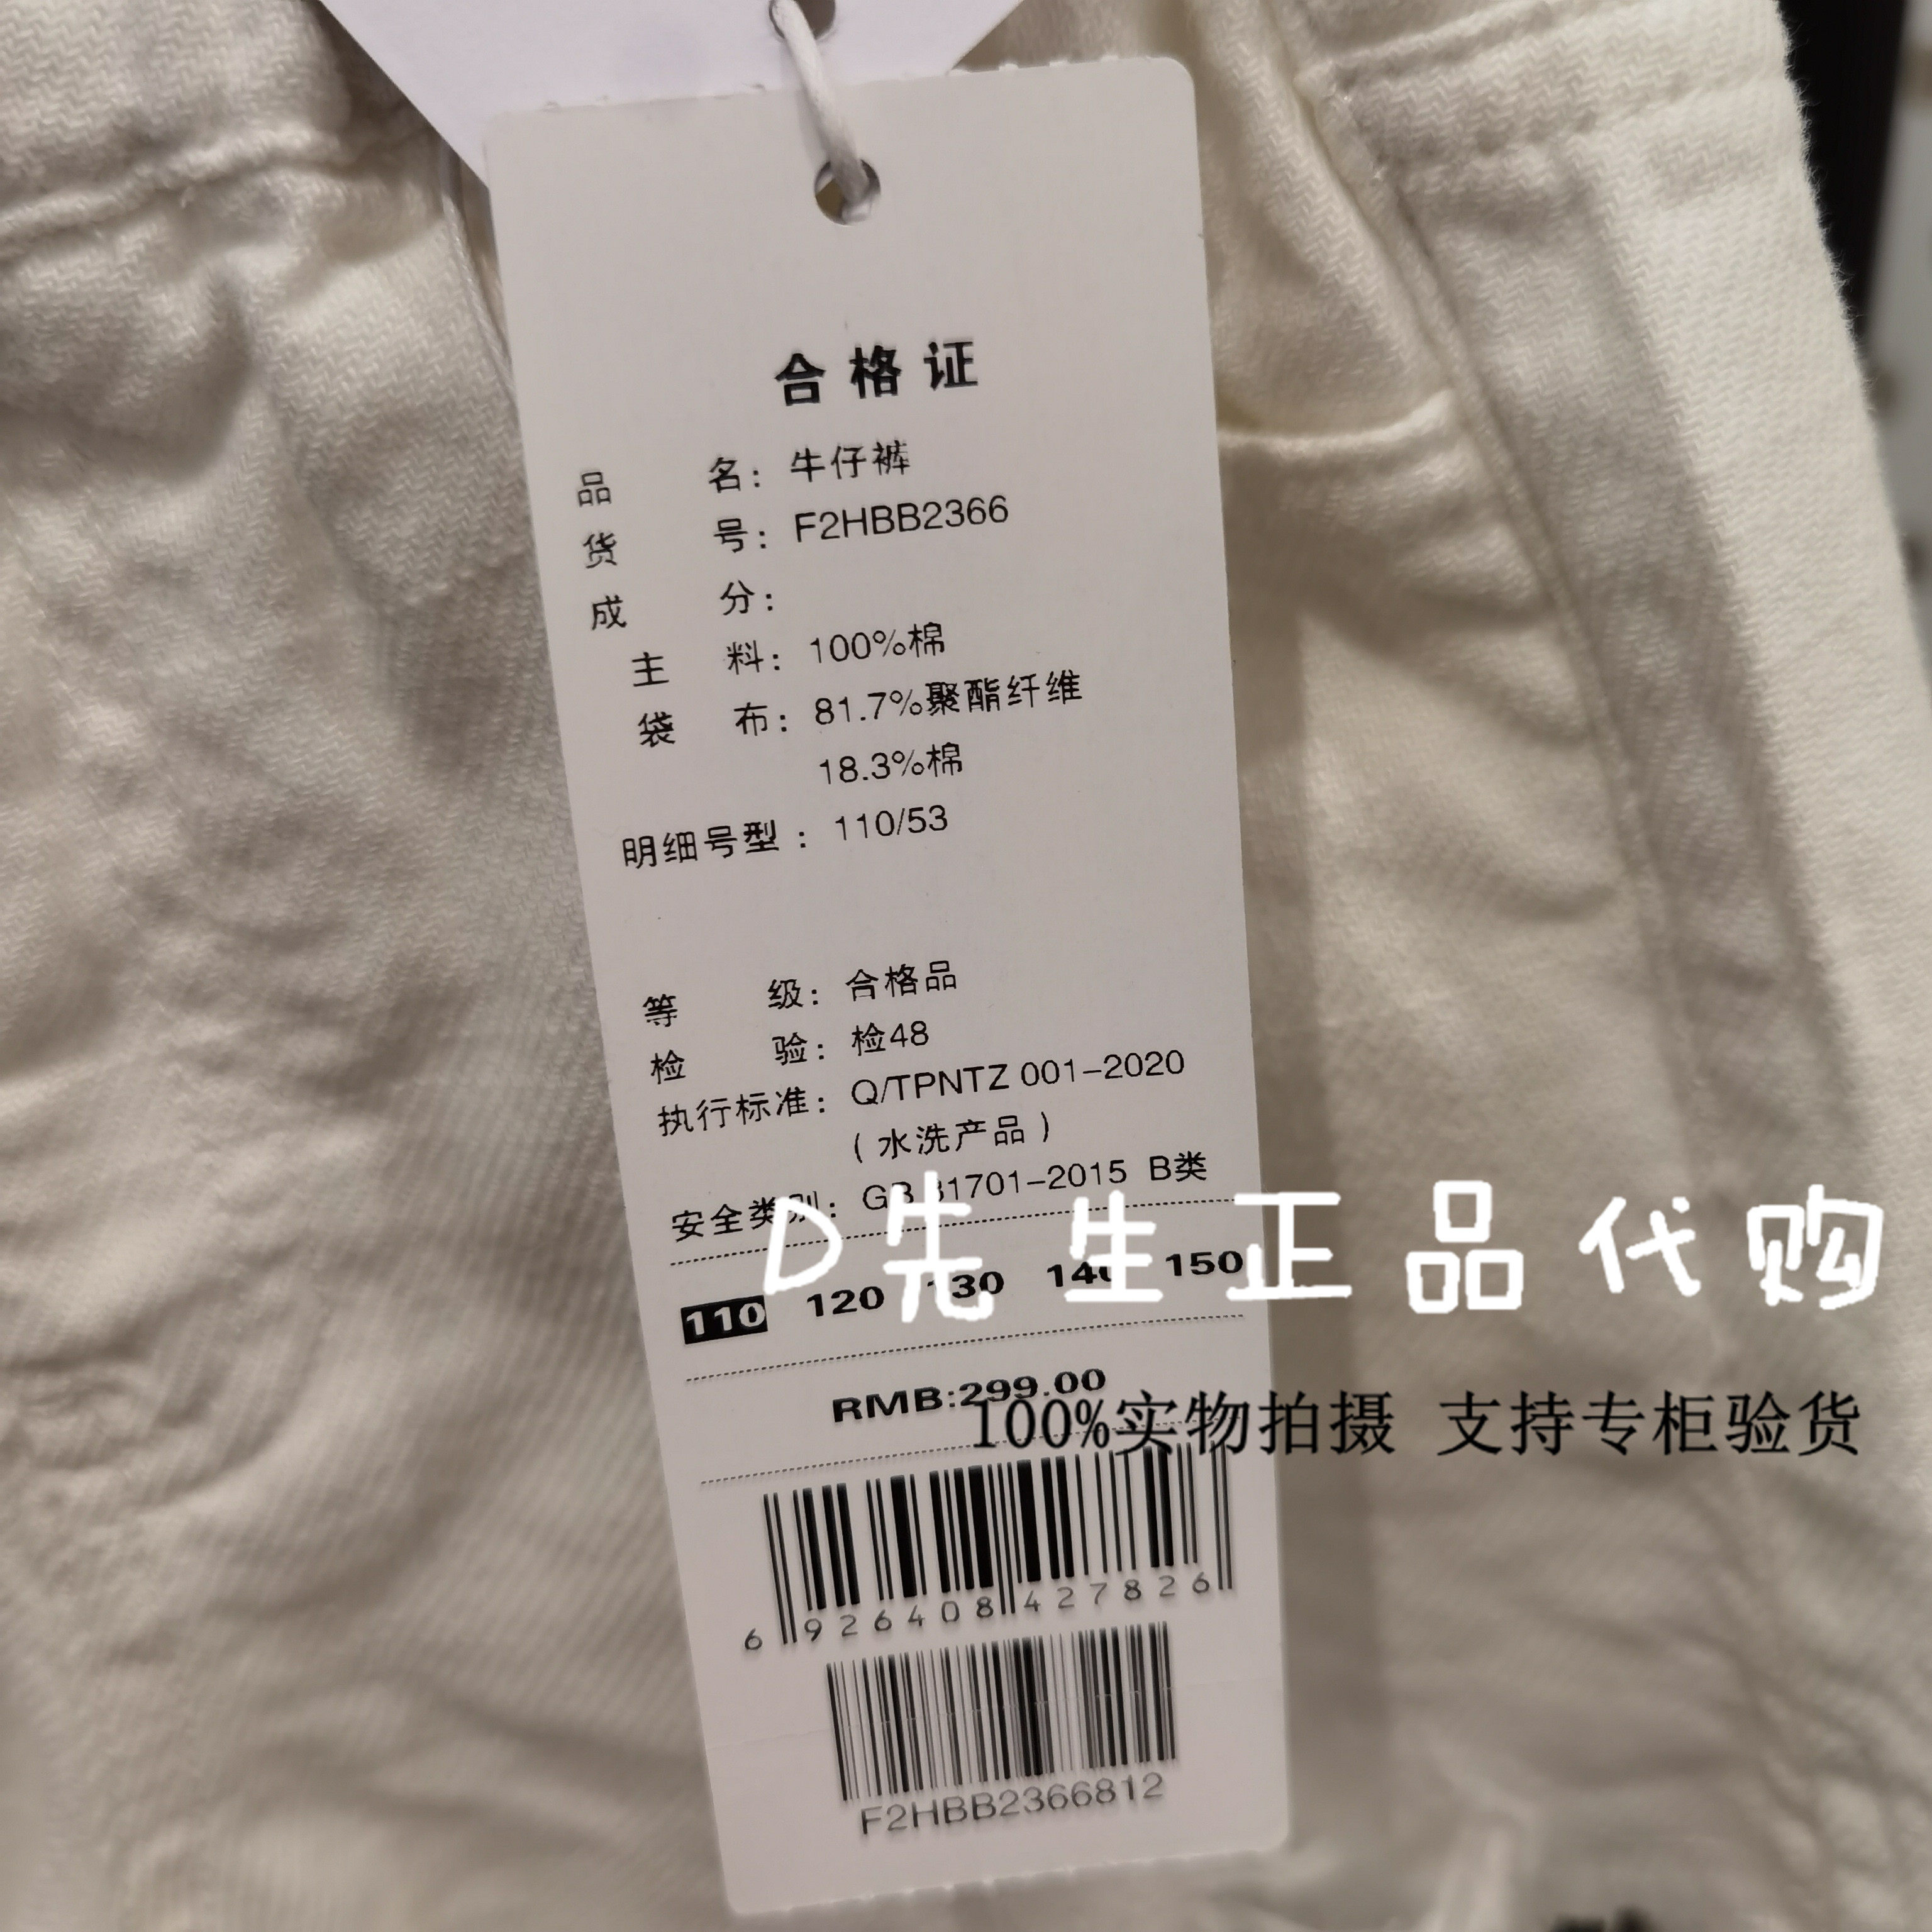 合格证
品名：牛仔裤
货号：F2HBB2366
成分：
主料：100%棉
袋布：81.7%聚酯纤维
18.3%棉
明细号型：110/53
等级：合格品
检验：检48
执行标准：Q/TPNTZ 001-2020
（水洗产品）
安全类别：GB 31701-2015 B类
D先生正品代购
110 120 130 140 150
RMB:299.00
100%实物拍摄 支持专柜验货
6 926408 427826
F2HBB2366812